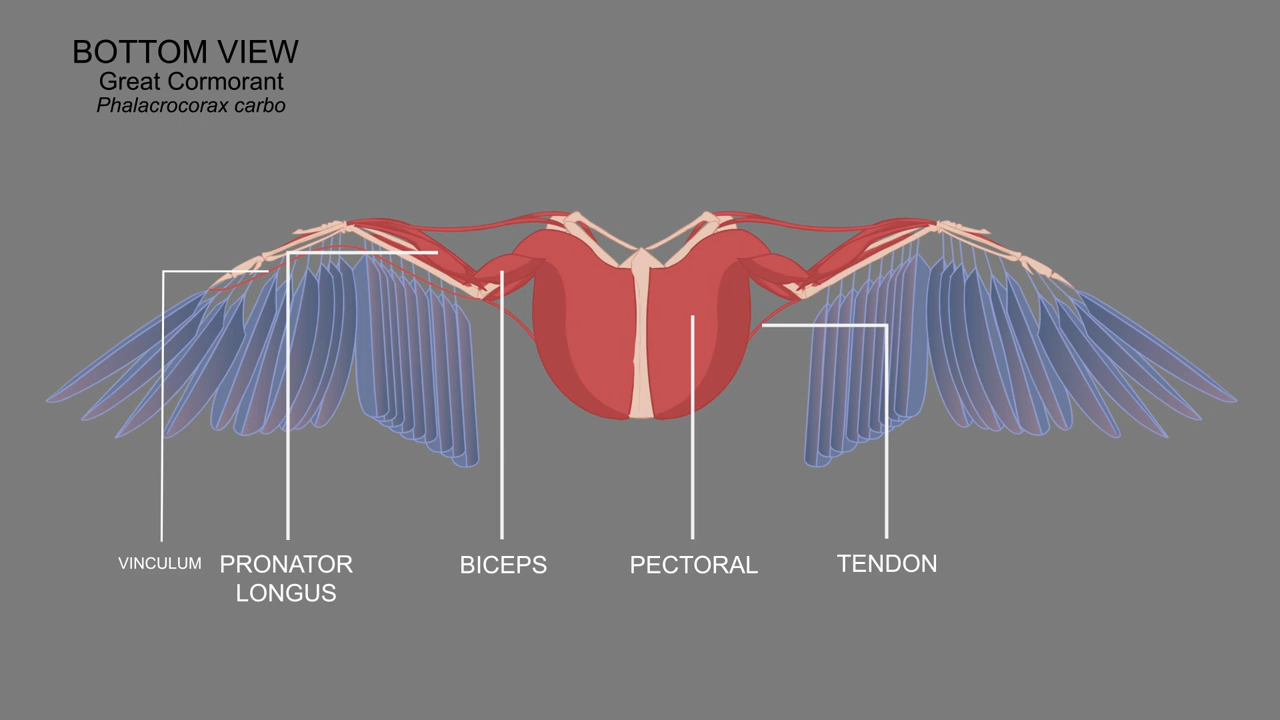 BOTTOM VIEW
Great Cormorant
Phalacrocorax carbo
VINCULUM
PRONATOR
LONGUS
BICEPS
PECTORAL
TENDON